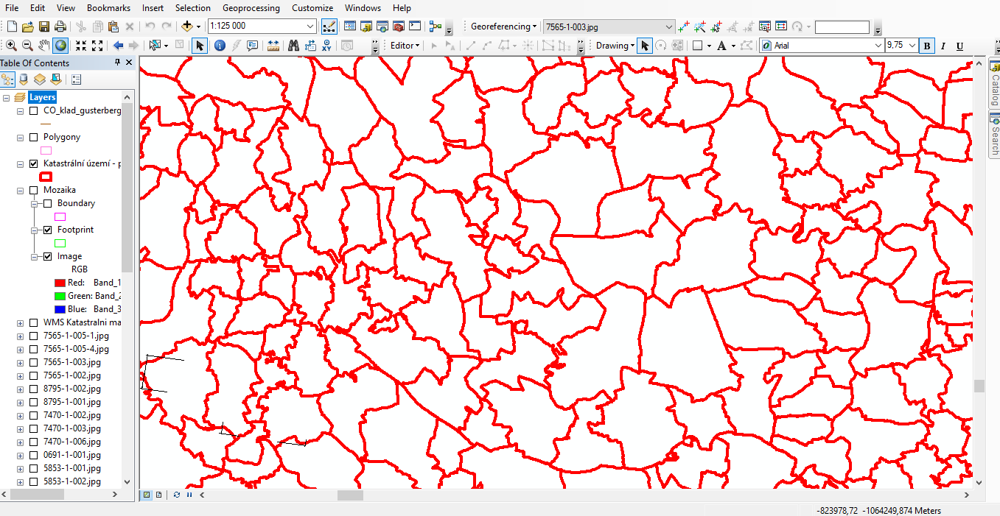 File Edit View Bookmarks Insert Selection Geoprocessing Customize Windows Help
1:125 000 Georeferencing 7565-1-003.jpg
Editor Drawing A Arial 9,75 B I U
Table Of Contents
Layers
CO_klad_gusterberg
Polygony
Katastrální území - p
Mozaika
Boundary
Footprint
Image
RGB
Red: Band_1
Green: Band_2
Blue: Band_3
WMS Katastralni ma
7565-1-005-1.jpg
7565-1-005-4.jpg
7565-1-003.jpg
7565-1-002.jpg
8795-1-002.jpg
8795-1-001.jpg
7470-1-002.jpg
7470-1-003.jpg
7470-1-006.jpg
0691-1-001.jpg
5853-1-001.jpg
5853-1-002.jpg
Catalog
Search
-823978,72 -1064249,874 Meters